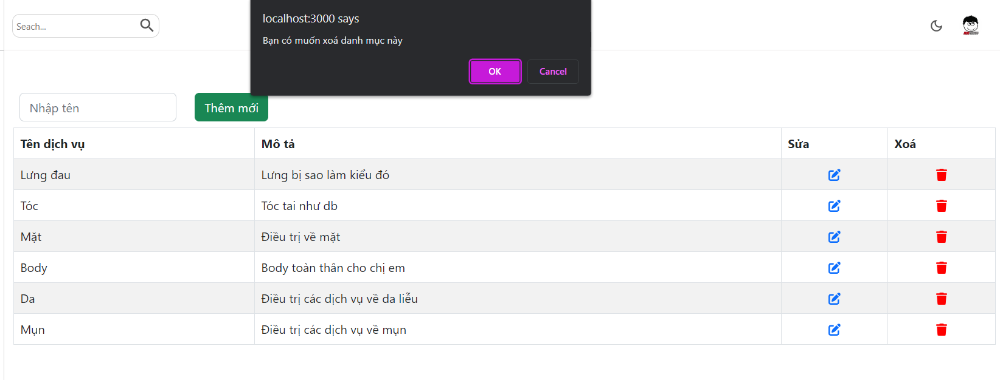 localhost:3000 says
Seach...
Bạn có muốn xoá danh mục này
OK Cancel
Nhập tên Thêm mới
Tên dịch vụ Mô tả Sửa Xoá
Lưng đau Lưng bị sao làm kiểu đó
Tóc Tóc tai như db
Mặt Điều trị về mặt
Body Body toàn thân cho chị em
Da Điều trị các dịch vụ về da liễu
Mụn Điều trị các dịch vụ về mụn